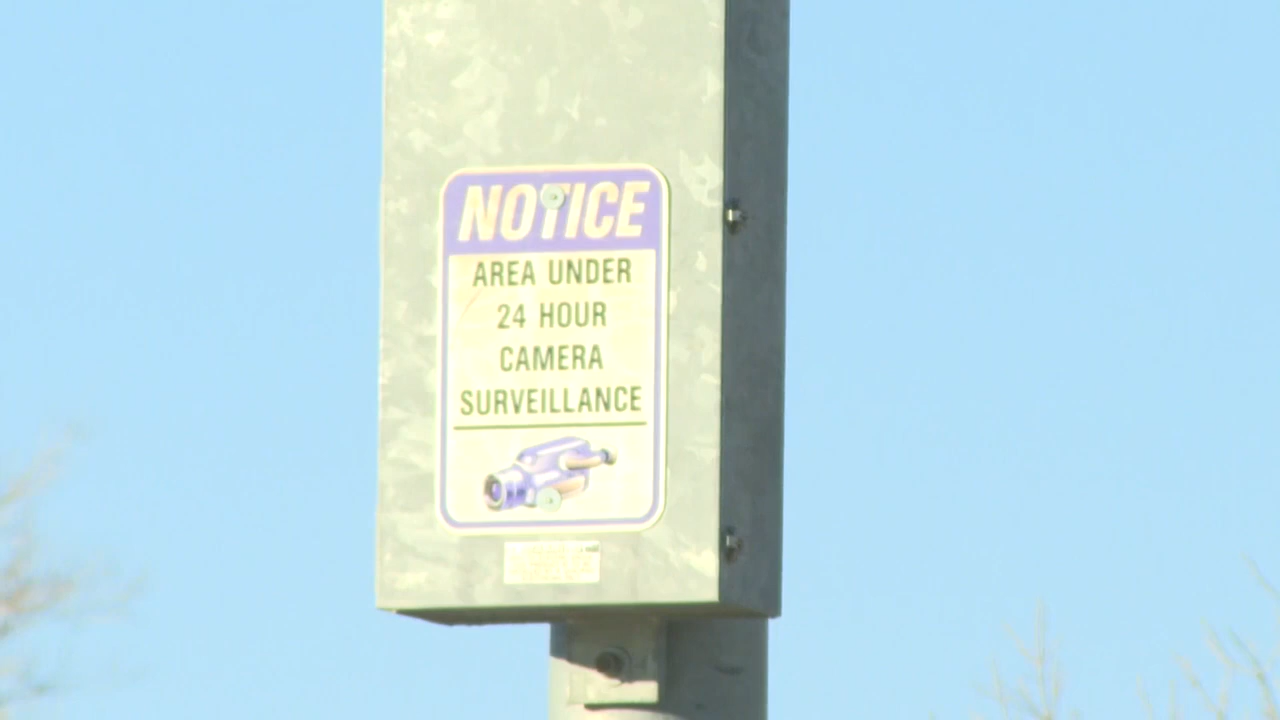 NOTICE
AREA UNDER
24 HOUR
CAMERA
SURVEILLANCE